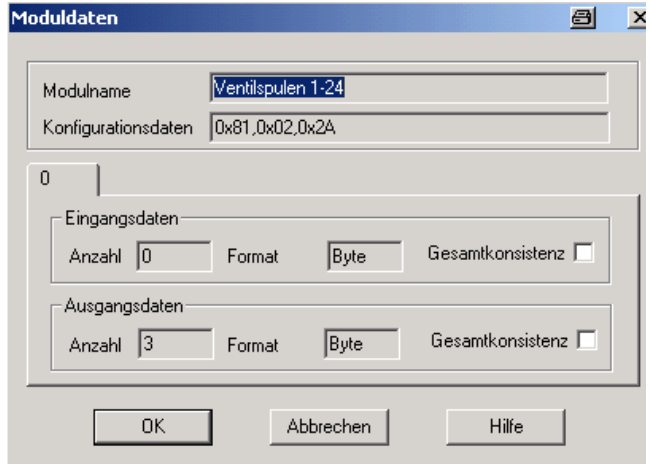 Moduldaten
Modulname Ventilspulen 1-24
Konfigurationsdaten 0x81,0x02,0x2A
0
Eingangsdaten
Anzahl 0 Format Byte Gesamtkonsistenz
Ausgangsdaten
Anzahl 3 Format Byte Gesamtkonsistenz
OK Abbrechen Hilfe